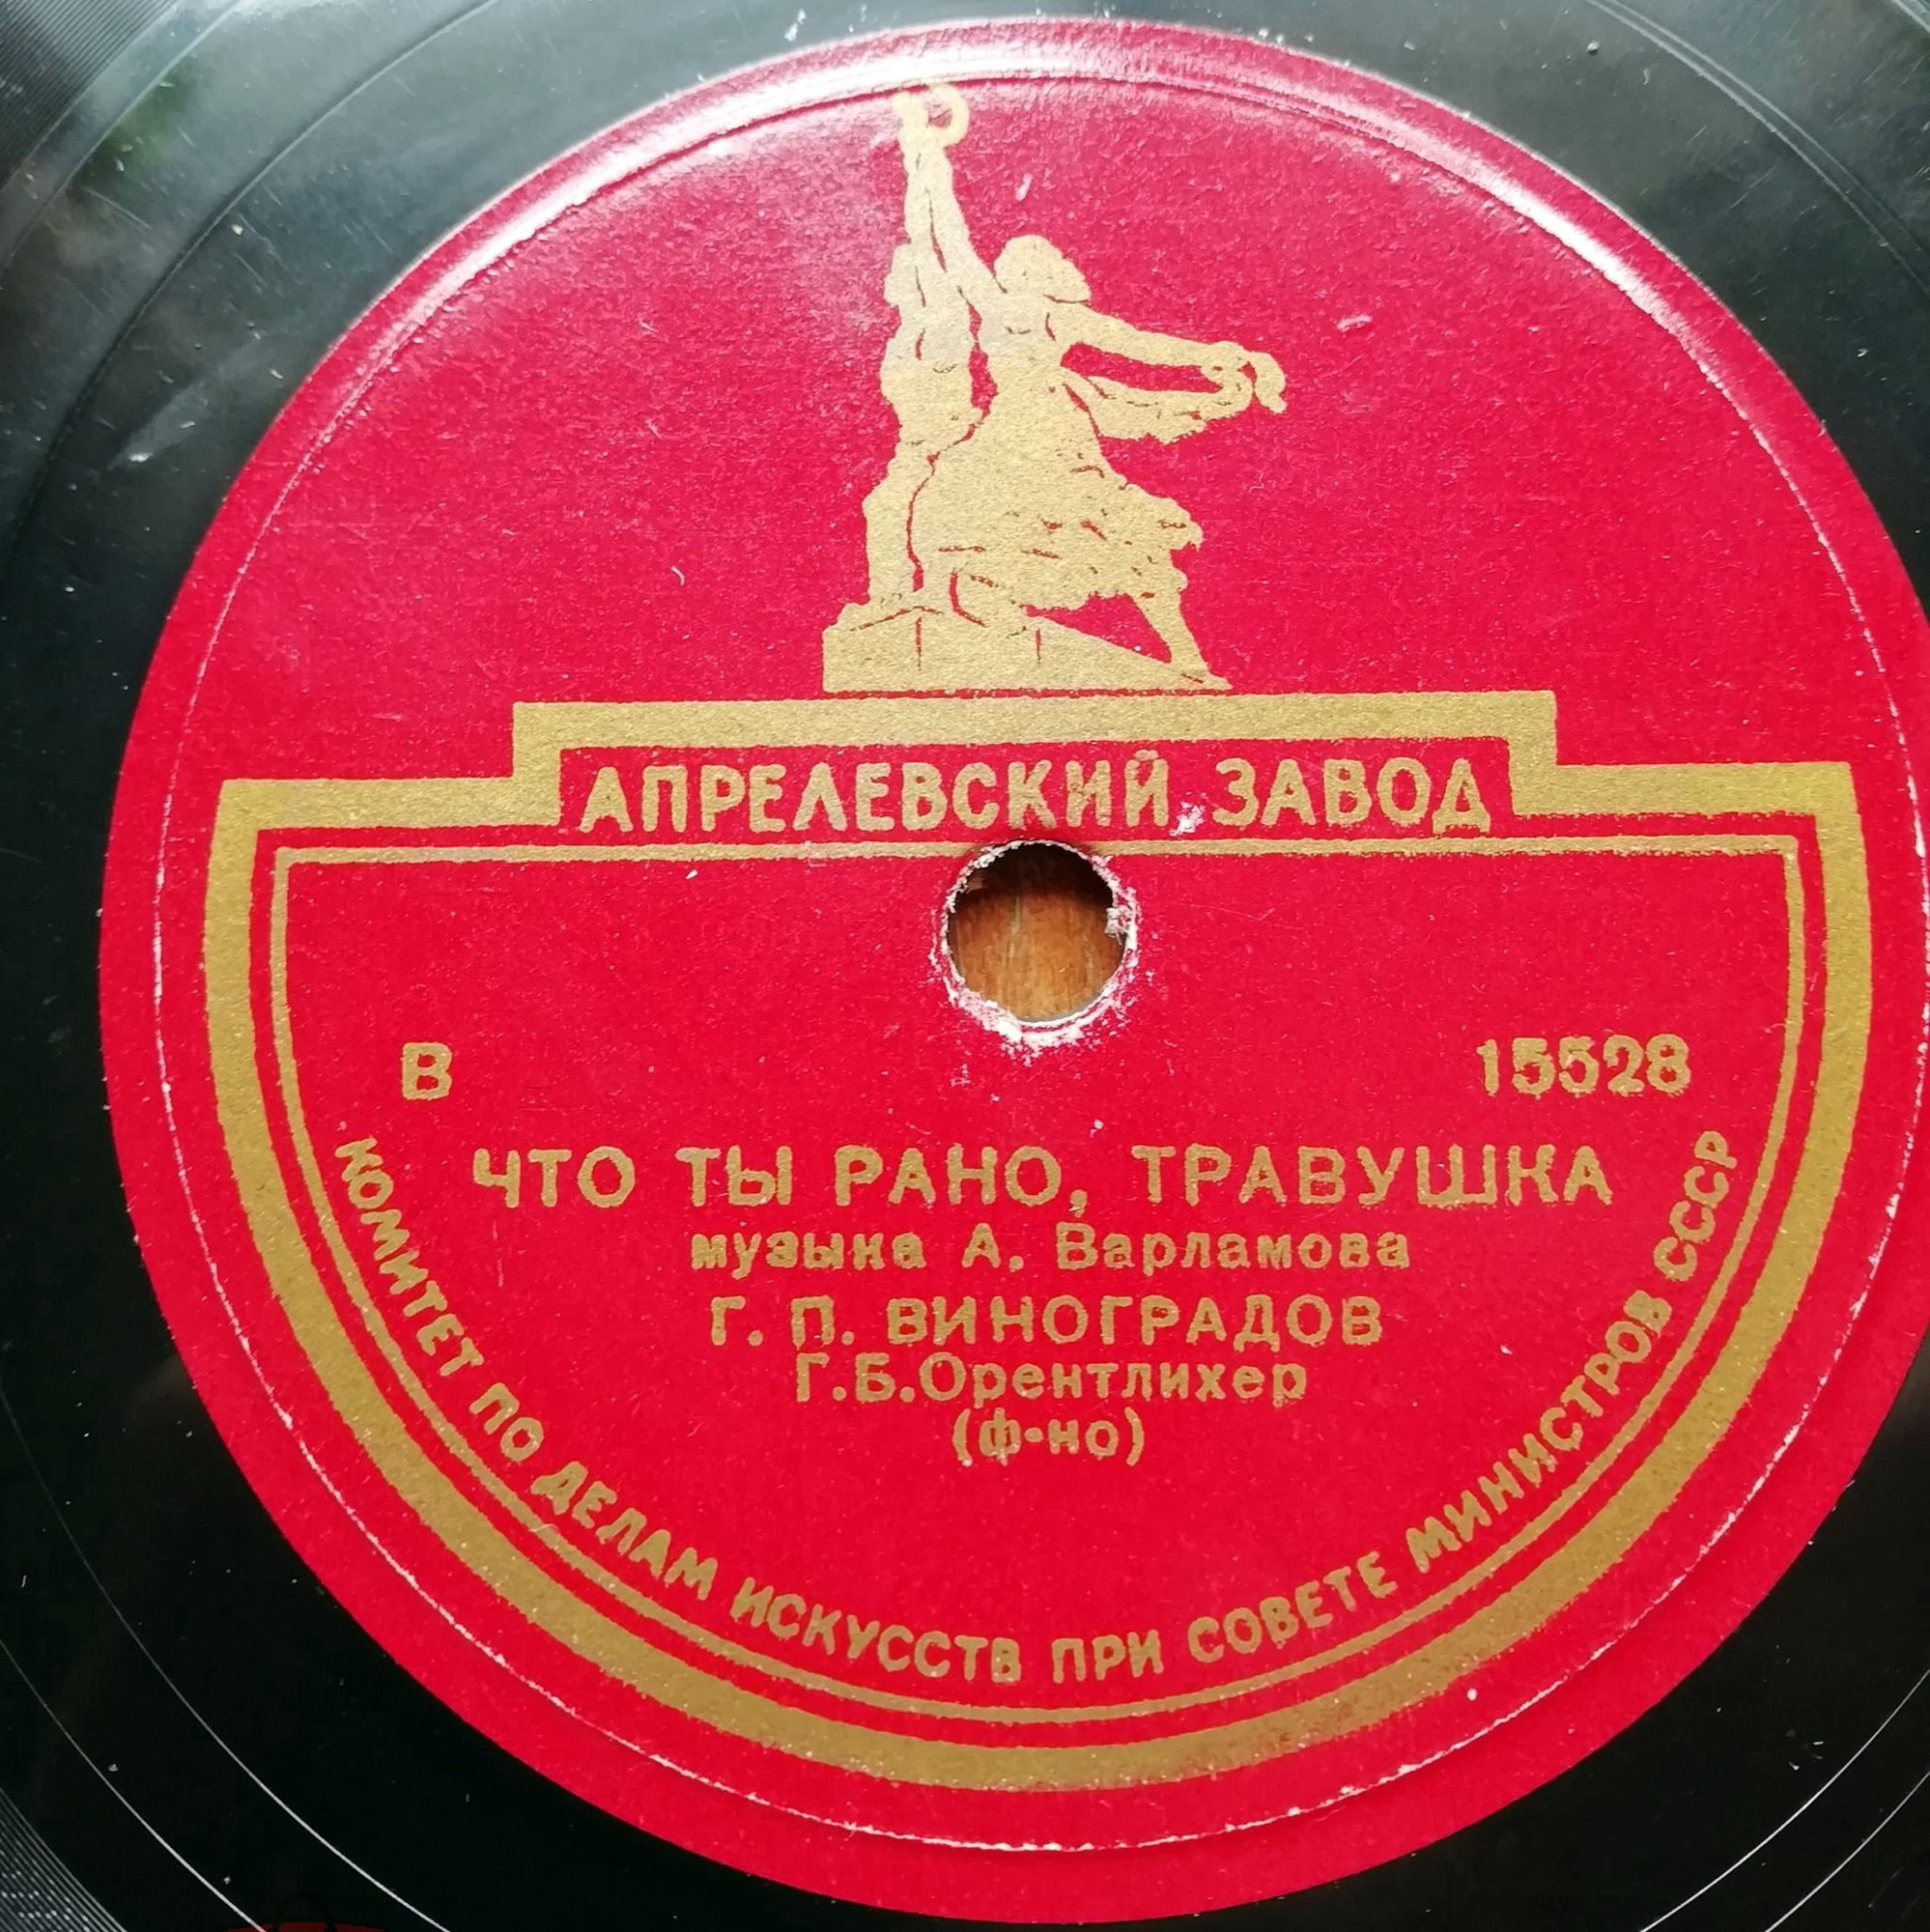 АПРЕЛЕВСКИЙ ЗАВОД
В 15528
ЧТО ТЫ РАНО, ТРАВУШКА
музыка А. Варламова
Г. П. ВИНОГРАДОВ
Г.Б.Орентлихер
(ф-но)
КОМИТЕТ ПО ДЕЛАМ ИСКУССТВ ПРИ СОВЕТЕ МИНИСТРОВ СССР